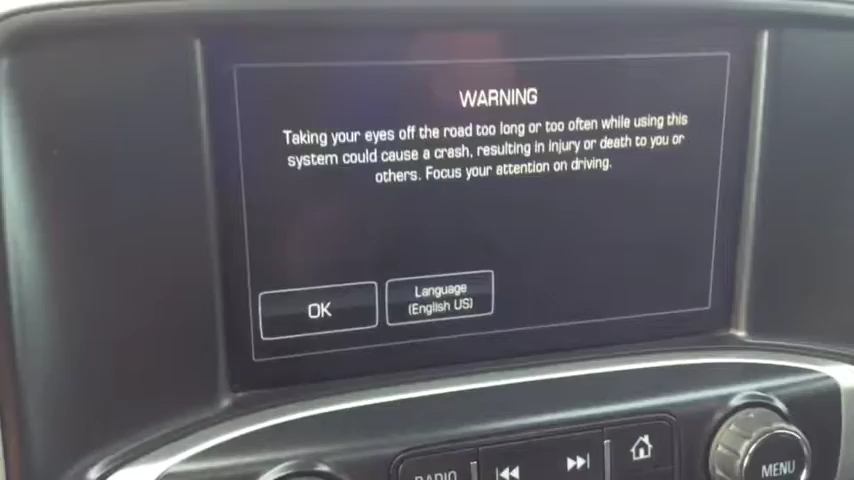 WARNING
Taking your eyes off the road too long or too often while using this
system could cause a crash, resulting in injury or death to you or
others. Focus your attention on driving.
OK
Language
(English US)
RADIO
MENU